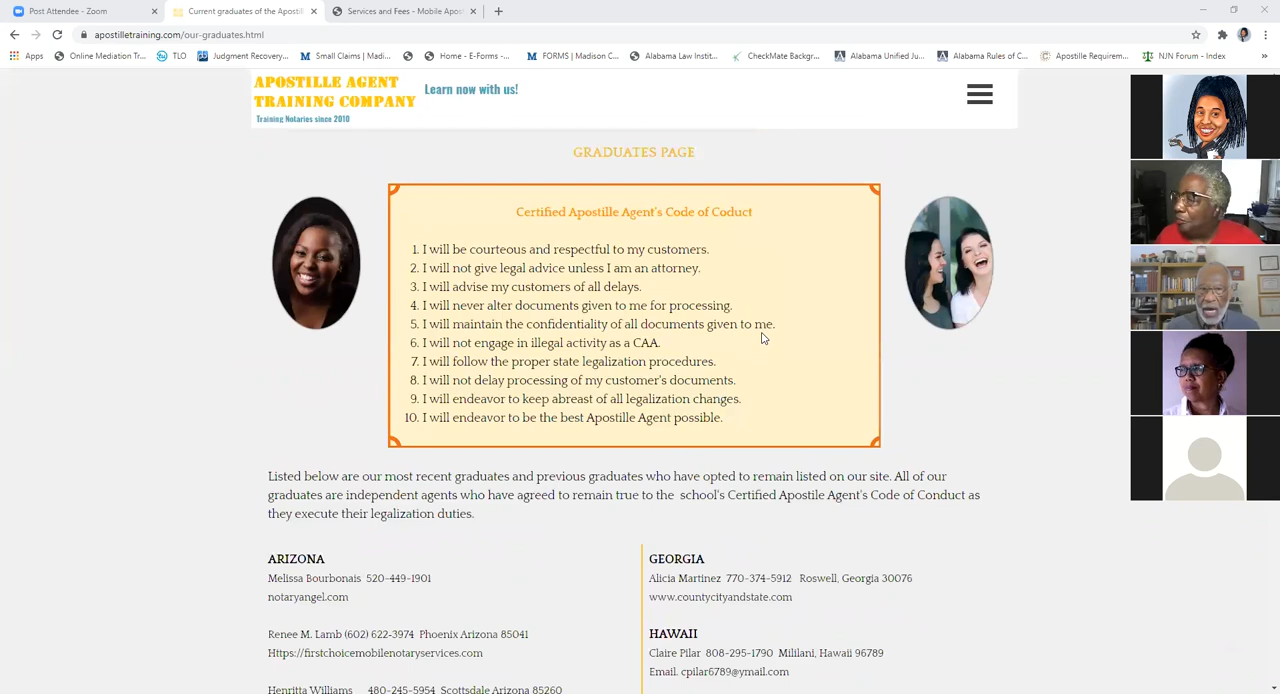 Post Attendee - Zoom
Current graduates of the Apostill
Services and Fees - Mobile Apos
apostilletraining.com/our-graduates.html
Apps
Online Mediation Tr...
TLO
Judgment Recovery...
Small Claims | Madi...
Home - E-Forms -...
FORMS | Madison C...
Alabama Law Instit...
CheckMate Backgr...
Alabama Unified Ju...
Alabama Rules of C...
Apostille Requirem...
NJN Forum - Index
APOSTILLE AGENT
TRAINING COMPANY
Training Notaries since 2010
Learn now with us!
GRADUATES PAGE
Certified Apostille Agent's Code of Coduct
1. I will be courteous and respectful to my customers.
2. I will not give legal advice unless I am an attorney.
3. I will advise my customers of all delays.
4. I will never alter documents given to me for processing.
5. I will maintain the confidentiality of all documents given to me.
6. I will not engage in illegal activity as a CAA.
7. I will follow the proper state legalization procedures.
8. I will not delay processing of my customer's documents.
9. I will endeavor to keep abreast of all legalization changes.
10. I will endeavor to be the best Apostille Agent possible.
Listed below are our most recent graduates and previous graduates who have opted to remain listed on our site. All of our
graduates are independent agents who have agreed to remain true to the school's Certified Apostile Agent's Code of Conduct as
they execute their legalization duties.
ARIZONA
Melissa Bourbonais 520-449-1901
notaryangel.com
Renee M. Lamb (602) 622-3974 Phoenix Arizona 85041
Https://firstchoicemobilenotaryservices.com
Henritta Williams 480-245-5954 Scottsdale Arizona 85260
GEORGIA
Alicia Martinez 770-374-5912 Roswell, Georgia 30076
www.countycityandstate.com
HAWAII
Claire Pilar 808-295-1790 Mililani, Hawaii 96789
Email. cpilar6789@ymail.com